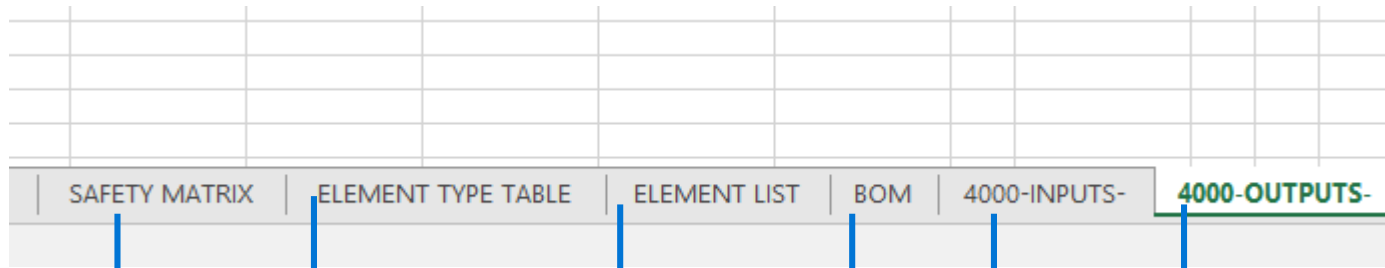 SAFETY MATRIX ELEMENT TYPE TABLE ELEMENT LIST BOM 4000-INPUTS- 4000-OUTPUTS-